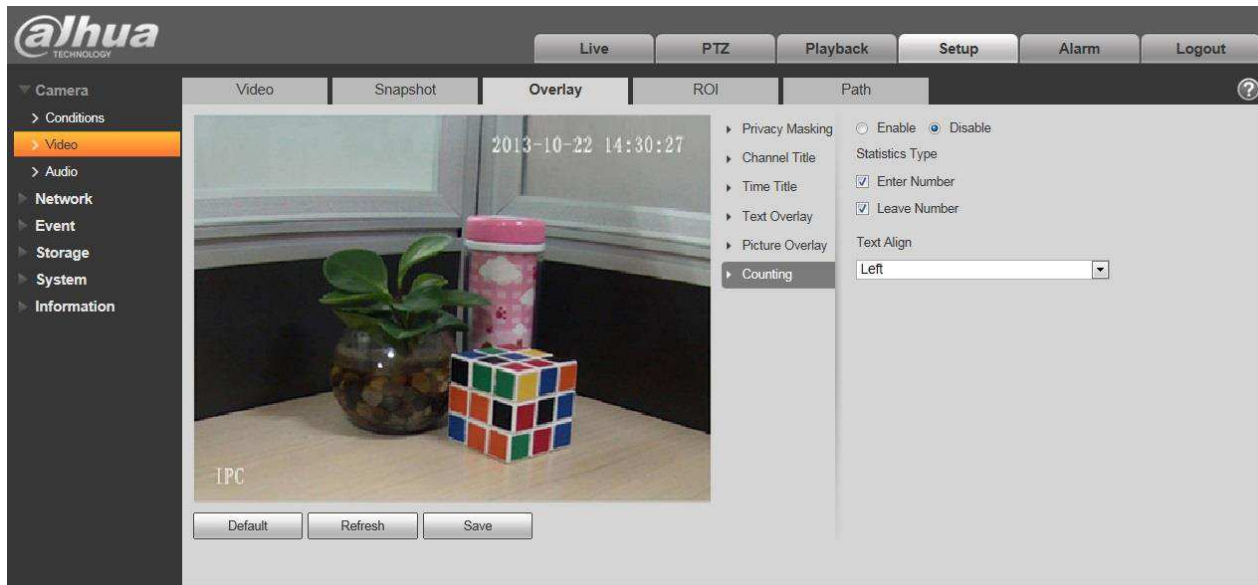 alhua
TECHNOLOGY
Live PTZ Playback Setup Alarm Logout
Camera
Conditions
Video
Audio
Network
Event
Storage
System
Information
Video Snapshot Overlay ROI Path
?
2013-10-22 14:30:27
IPC
Default Refresh Save
Privacy Masking
Channel Title
Time Title
Text Overlay
Picture Overlay
Counting
Enable Disable
Statistics Type
Enter Number
Leave Number
Text Align
Left